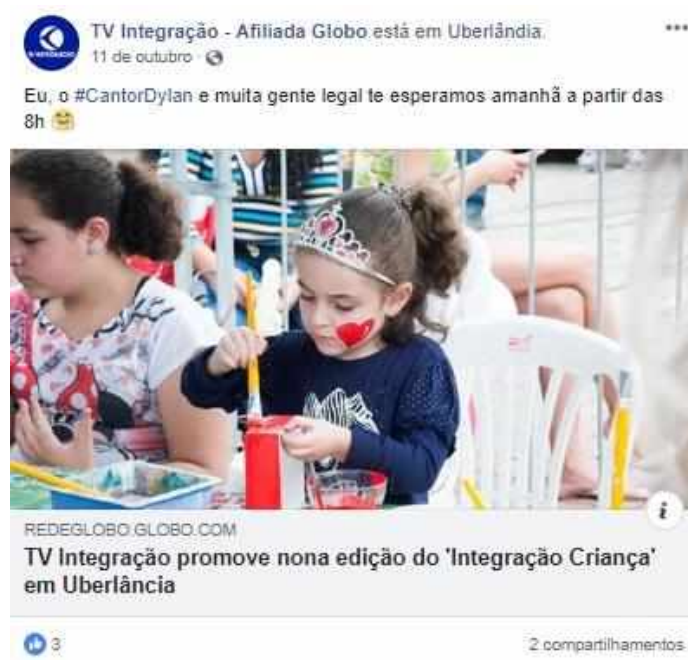 TV Integração - Afiliada Globo está em Uberlândia.
11 de outubro ·
Eu, o #CantorDylan e muita gente legal te esperamos amanhã a partir das
8h
REDEGLOBO.GLOBO.COM
TV Integração promove nona edição do 'Integração Criança'
em Uberlância
3
2 compartilhamentos